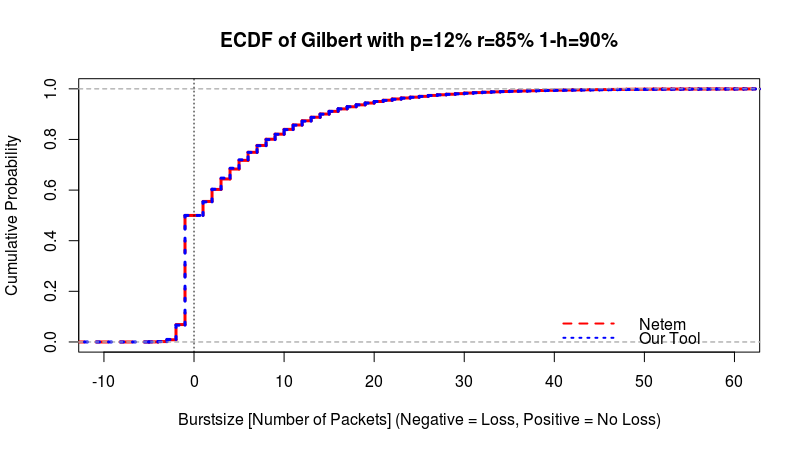 ECDF of Gilbert with p=12% r=85% 1-h=90%
Cumulative Probability
1.0
0.8
0.6
0.4
0.2
0.0
Netem
Our Tool
-10 0 10 20 30 40 50 60
Burstsize [Number of Packets] (Negative = Loss, Positive = No Loss)